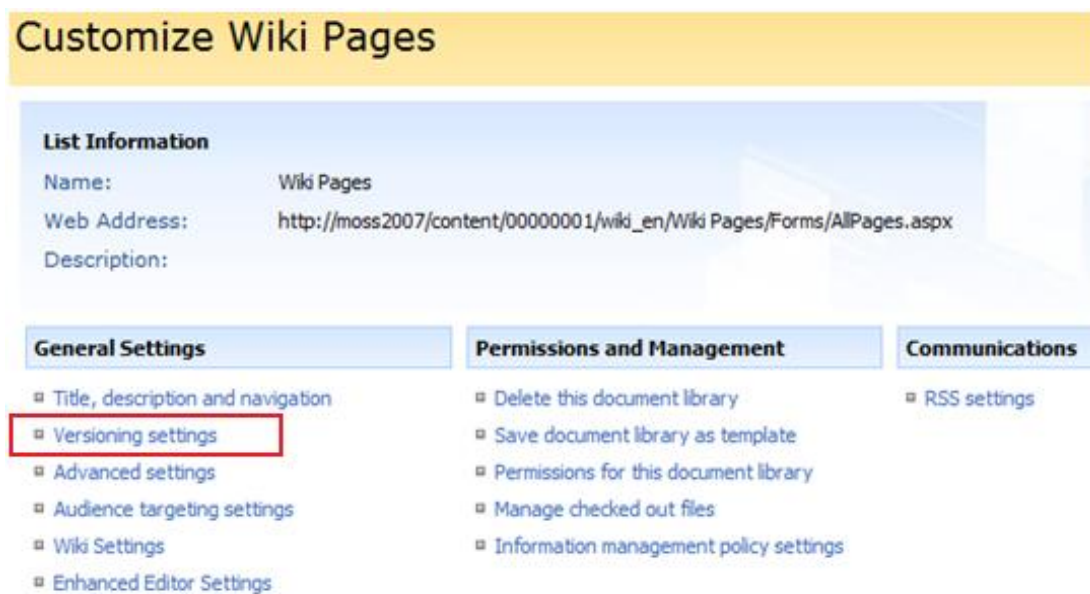 Customize Wiki Pages
List Information
Name: Wiki Pages
Web Address: http://moss2007/content/00000001/wiki_en/Wiki Pages/Forms/AllPages.aspx
Description:
General Settings
Title, description and navigation
Versioning settings
Advanced settings
Audience targeting settings
Wiki Settings
Enhanced Editor Settings
Permissions and Management
Delete this document library
Save document library as template
Permissions for this document library
Manage checked out files
Information management policy settings
Communications
RSS settings